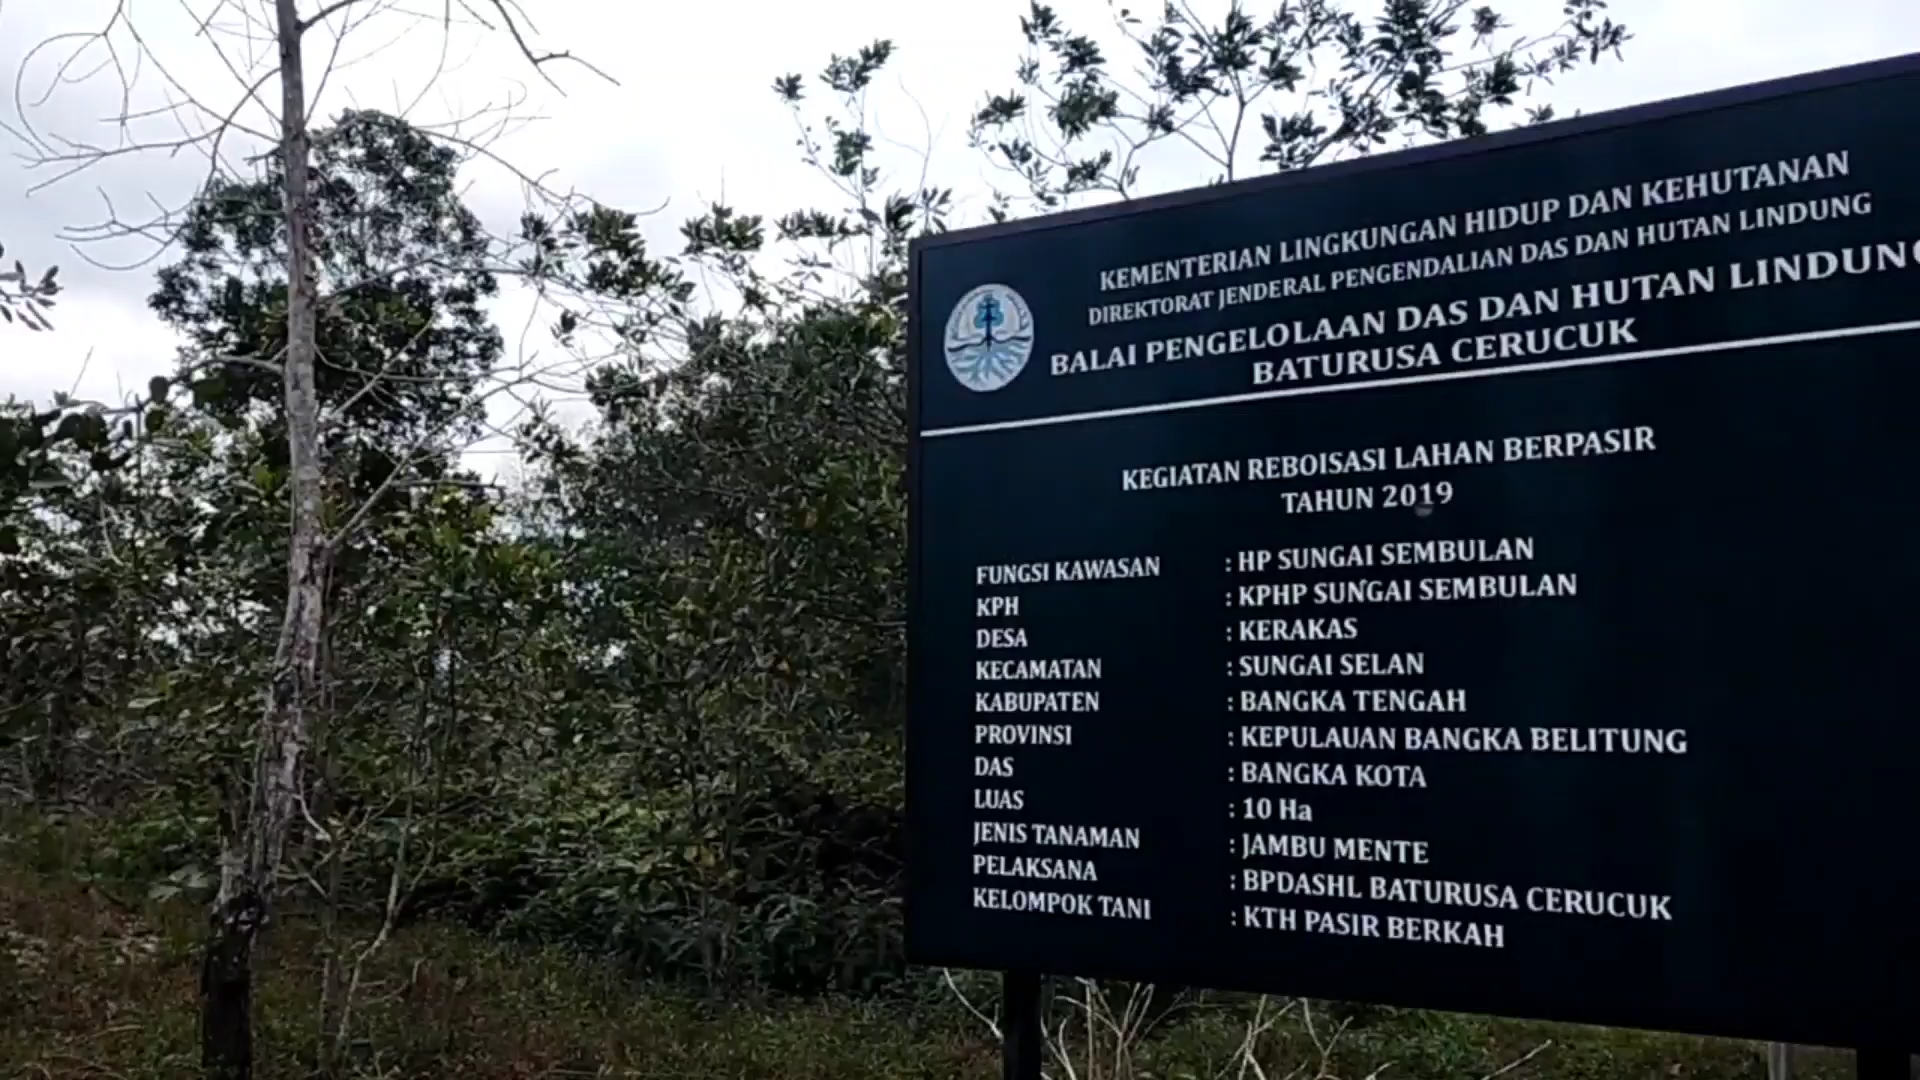 KEMENTERIAN LINGKUNGAN HIDUP DAN KEHUTANAN
DIREKTORAT JENDERAL PENGENDALIAN DAS DAN HUTAN LINDUNG
BALAI PENGELOLAAN DAS DAN HUTAN LINDUNG
BATURUSA CERUCUK
KEGIATAN REBOISASI LAHAN BERPASIR
TAHUN 2019
FUNGSI KAWASAN : HP SUNGAI SEMBULAN
KPH : KPHP SUNGAI SEMBULAN
DESA : KERAKAS
KECAMATAN : SUNGAI SELAN
KABUPATEN : BANGKA TENGAH
PROVINSI : KEPULAUAN BANGKA BELITUNG
DAS : BANGKA KOTA
LUAS : 10 Ha
JENIS TANAMAN : JAMBU MENTE
PELAKSANA : BPDASHL BATURUSA CERUCUK
KELOMPOK TANI : KTH PASIR BERKAH